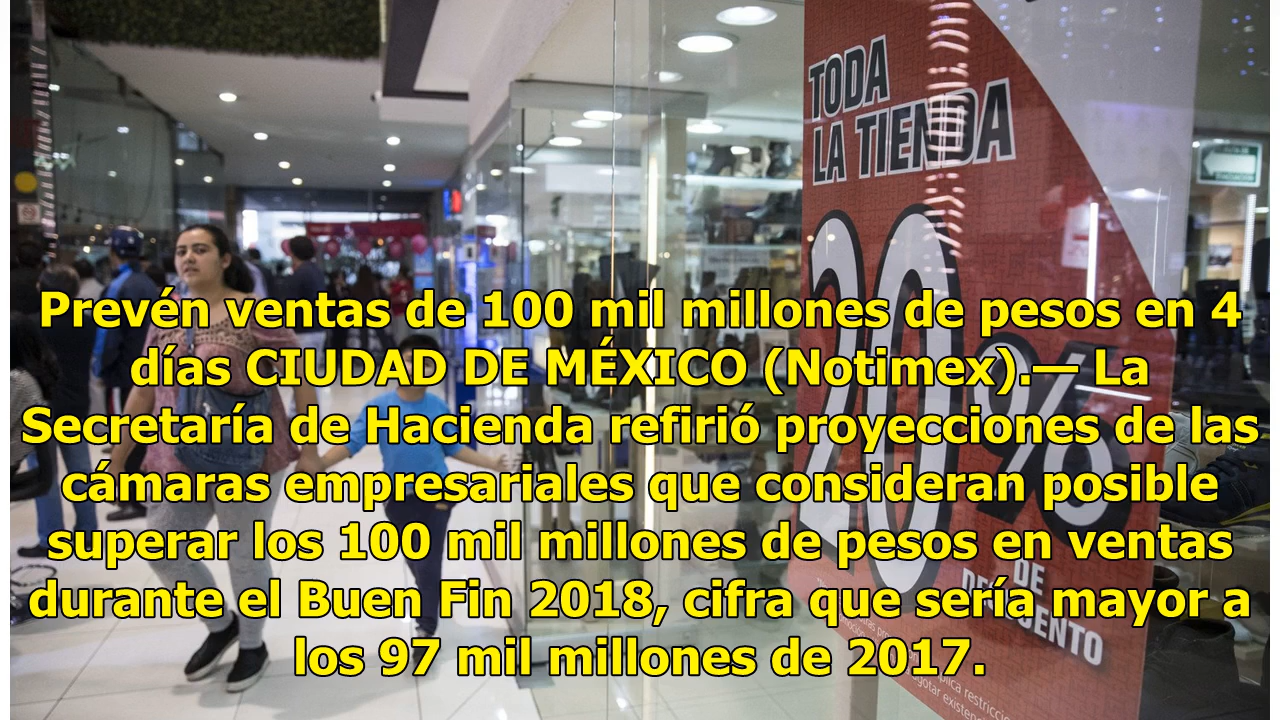 TODA
LA TIENDA
20%
DE
DESCUENTO
Prevén ventas de 100 mil millones de pesos en 4
días CIUDAD DE MÉXICO (Notimex).— La
Secretaría de Hacienda refirió proyecciones de las
cámaras empresariales que consideran posible
superar los 100 mil millones de pesos en ventas
durante el Buen Fin 2018, cifra que sería mayor a
los 97 mil millones de 2017.